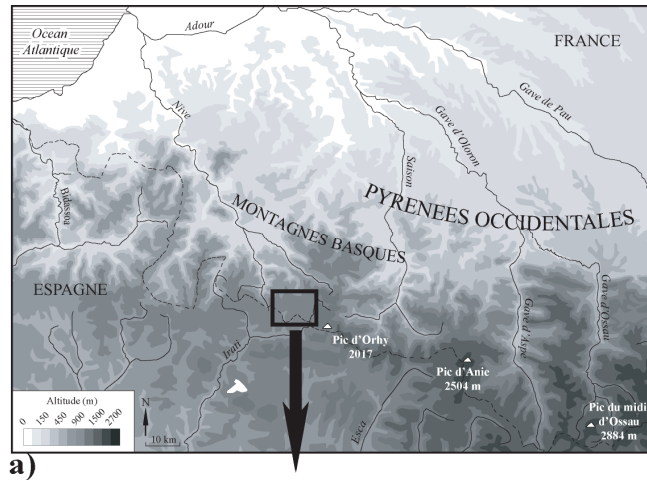 Ocean
Atlantique
Adour
FRANCE
Gave de Pau
Nive
Gave d'Oloron
Saison
Bidassoa
PYRENEES OCCIDENTALES
MONTAGNES BASQUES
ESPAGNE
Gave d'Aspe
Gave d'Ossau
Irati
Pic d'Orhy
2017
Pic d'Anie
2504 m
Esca
Pic du midi
d'Ossau
2884 m
Altitude (m)
0 150 450 900 1500 2700
N
10 km
a)